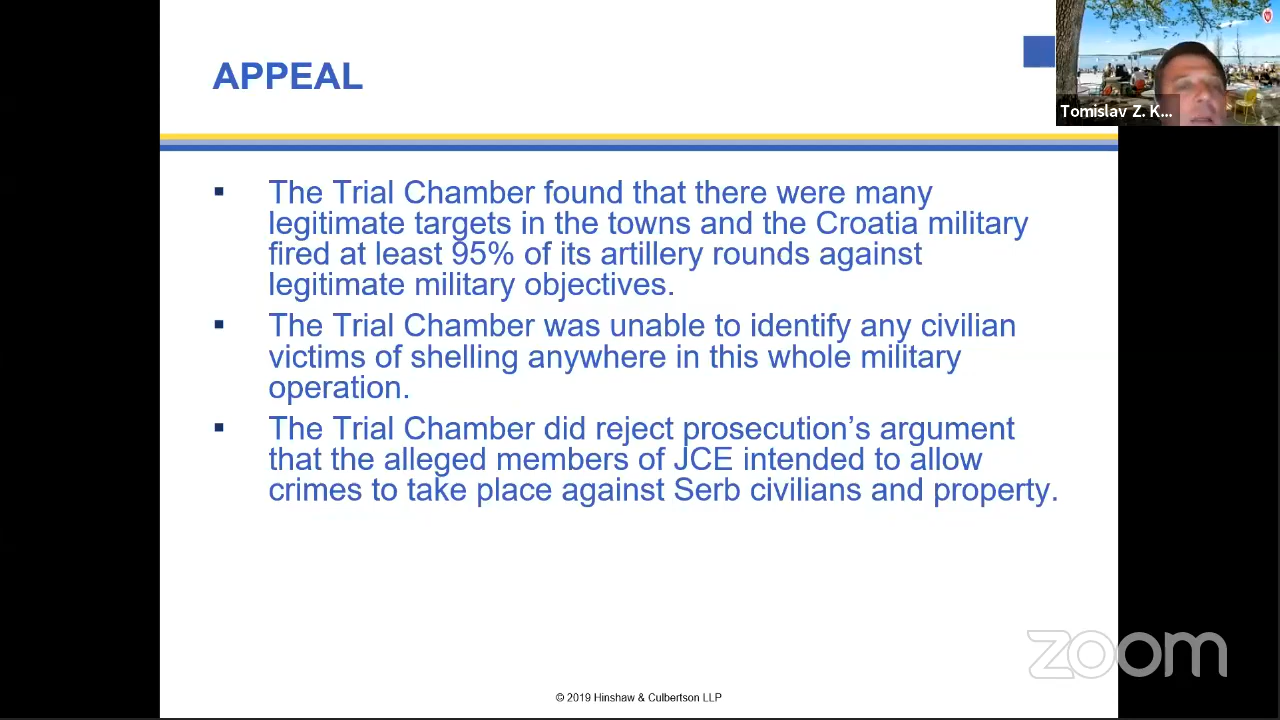 APPEAL
Tomislav Z. K...
▪ The Trial Chamber found that there were many
legitimate targets in the towns and the Croatia military
fired at least 95% of its artillery rounds against
legitimate military objectives.
▪ The Trial Chamber was unable to identify any civilian
victims of shelling anywhere in this whole military
operation.
▪ The Trial Chamber did reject prosecution’s argument
that the alleged members of JCE intended to allow
crimes to take place against Serb civilians and property.
zoom
© 2019 Hinshaw & Culbertson LLP